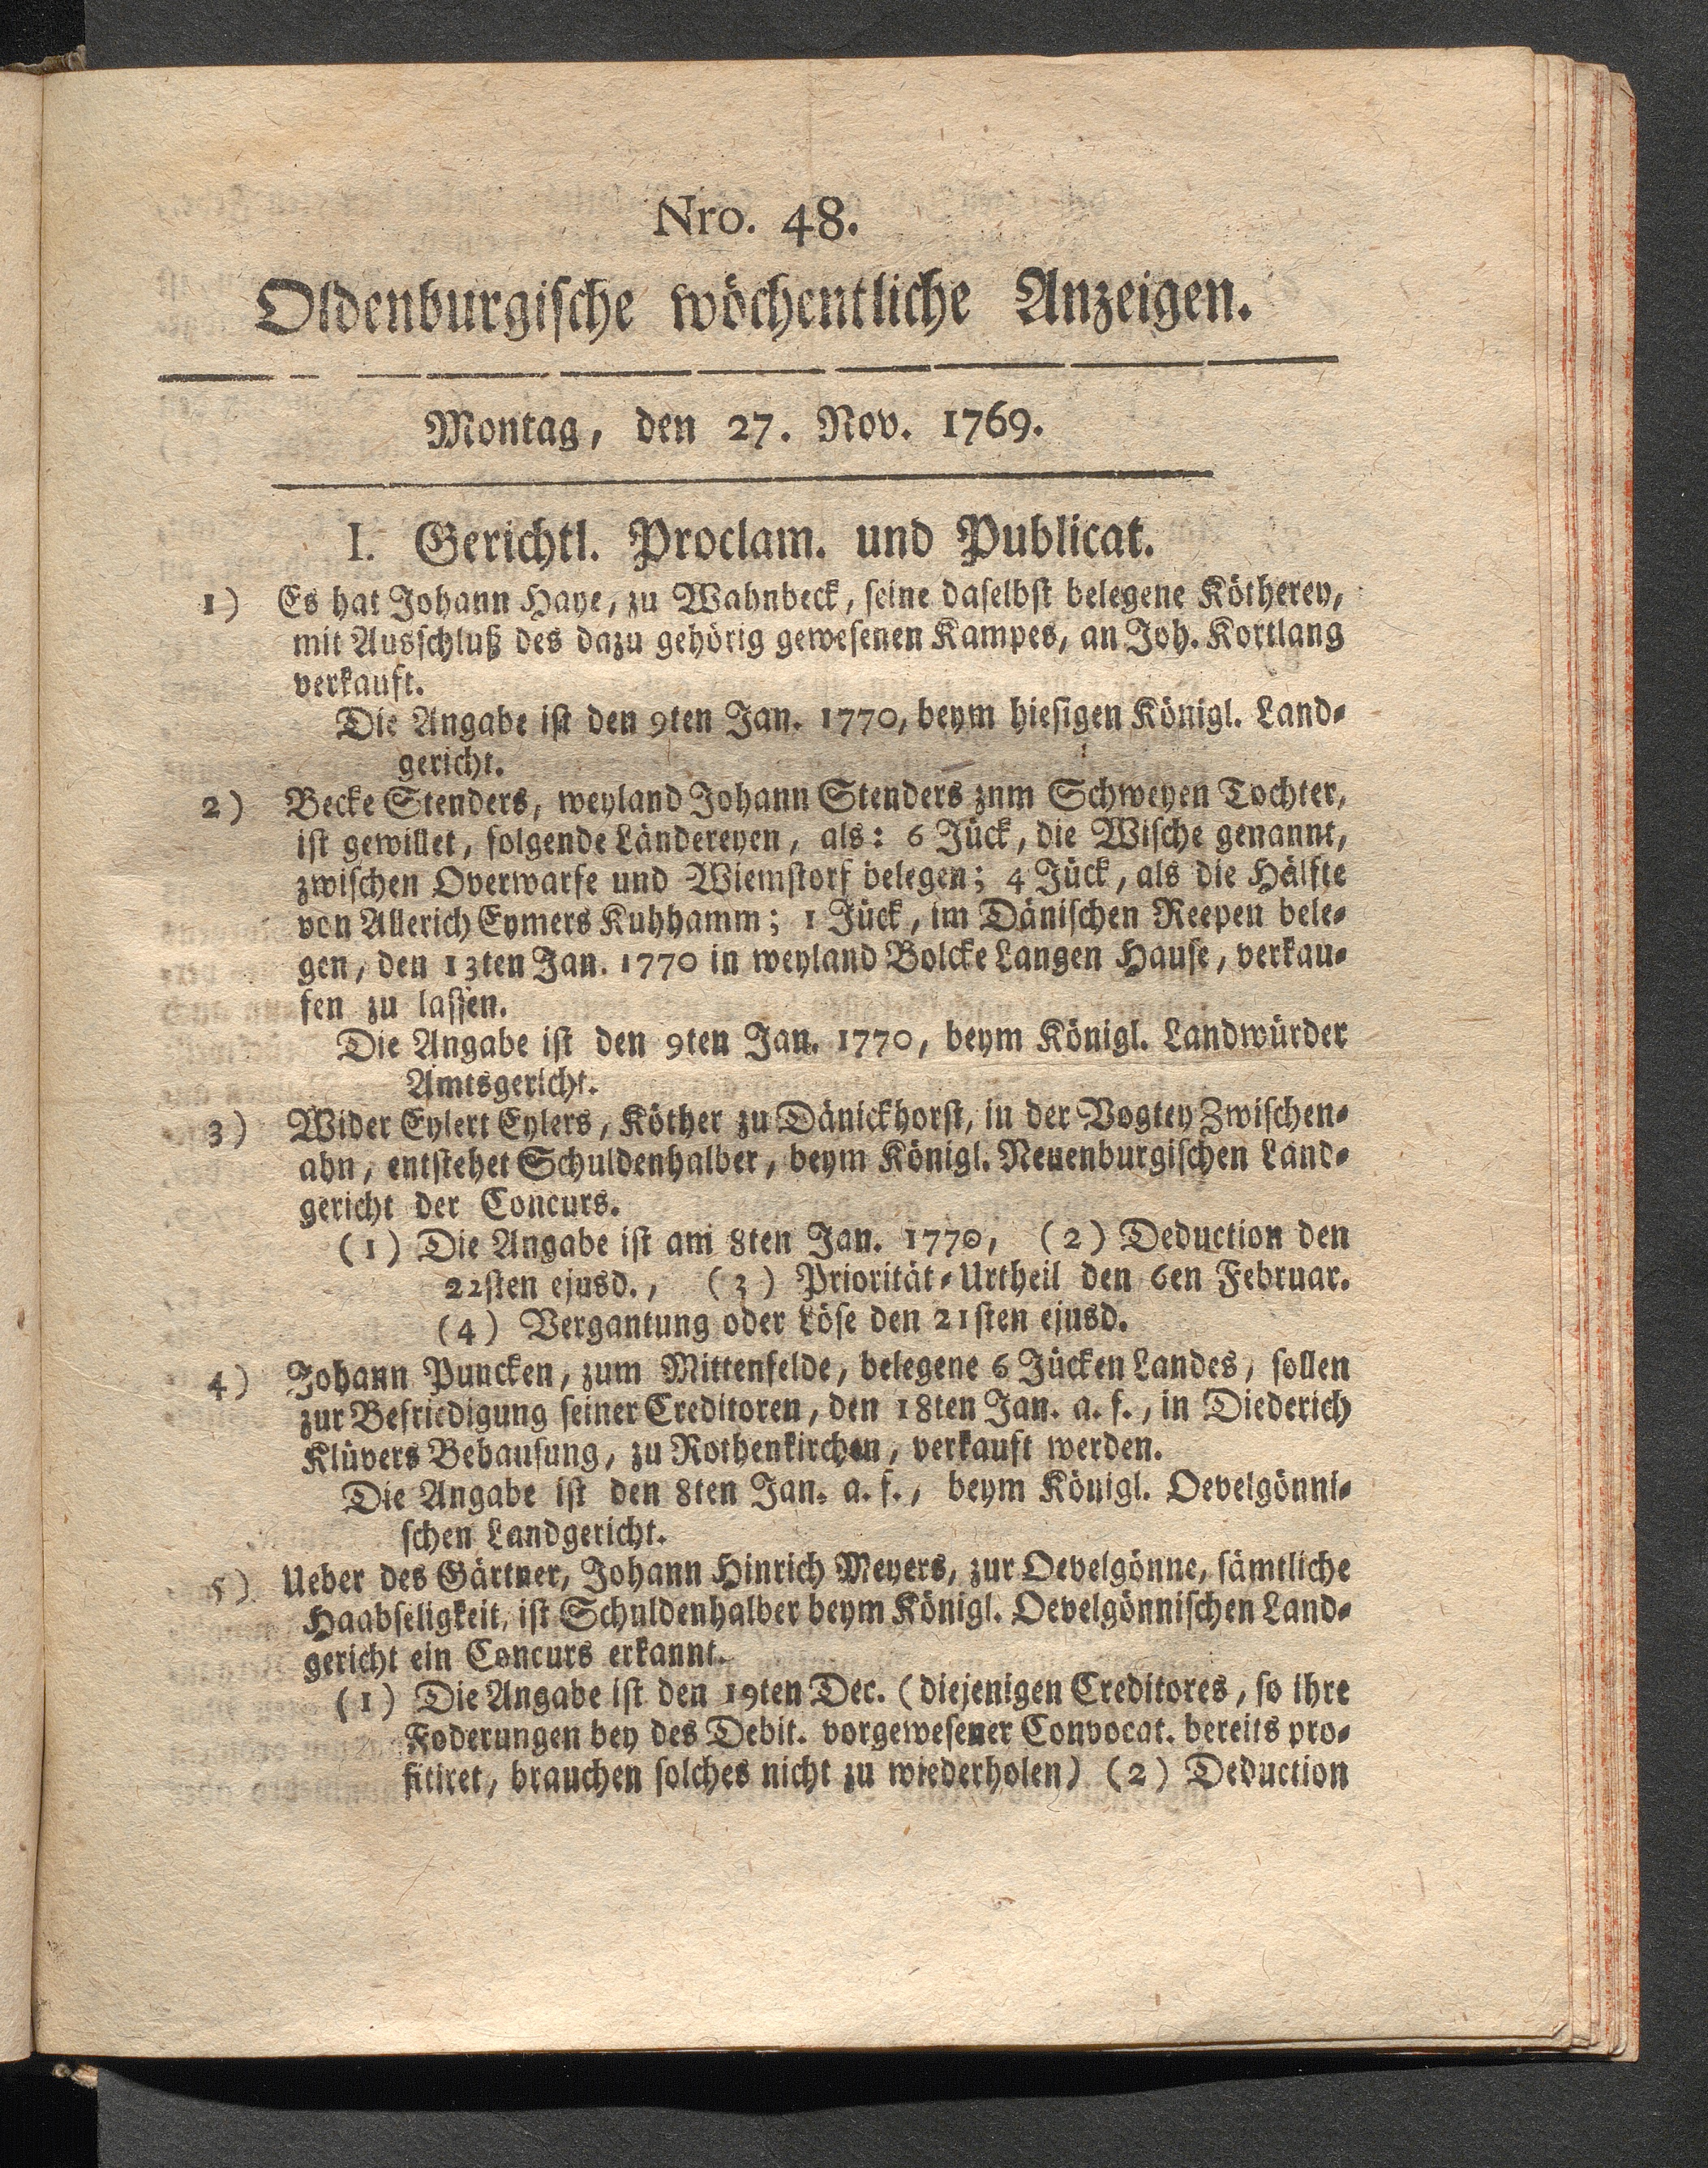 Nro. 48.
Oldenburgische wöchentliche Anzeigen.
Montag, den 27. Nov. 1769.
I. Gerichtl. Proclam. und Publicat.
1) Es hat Johann Haye, zu Wahnbeck, seine daselbst belegene Kötherey,
mit Ausschluß des dazu gehörig gewesenen Kampes, an Joh. Kortlang
verkauft.
Die Angabe ist den 9ten Jan. 1770, beym hiesigen Königl. Land-
gericht.
2) Becke Stenders, weyland Johann Stenders znm Schweyen Tochter,
ist gewillet, folgende Ländereyen, als: 6 Jück, die Wische genannt,
zwischen Overwarfe und Wiemstorf belegen; 4 Jück, als die Hälfte
von Allerich Eymers Kuhhamm; 1 Jück, im Dänischen Reepen bele-
gen, den 13ten Jan. 1770 in weyland Bolcke Langen Hause, verkau-
fen zu lassen.
Die Angabe ist den 9ten Jan. 1770, beym Königl. Landwürder
Amtsgericht.
3) Wider Eylert Eylers, Köther zu Dänickhorst, in der Vogtey Zwischen-
ahn, entstehet Schuldenhalber, beym Königl. Neuenburgischen Land-
gericht der Concurs.
(1) Die Angabe ist am 8ten Jan. 1770, (2) Deduction den
22sten ejusd., (3) Priorität-Urtheil den 6en Februar.
(4) Vergantung oder Löse den 21sten ejusd.
4) Johann Puncken, zum Mittenfelde, belegene 6 Jücken Landes, sollen
zur Befriedigung seiner Creditoren, den 18ten Jan. a. f., in Diederich
Klüvers Behausung, zu Rothenkirchen, verkauft werden.
Die Angabe ist den 8ten Jan. a. f., beym Königl. Oevelgönni-
schen Landgericht.
5) Ueber des Gärtner, Johann Hinrich Meyers, zur Oevelgönne, sämtliche
Haabseligkeit, ist Schuldenhalber beym Königl. Oevelgönnischen Land-
gericht ein Concurs erkannt.
(1) Die Angabe ist den 19ten Dec. (diejenigen Creditores, so ihre
Foderungen bey des Debit. vorgewesener Convocat. bereits pro-
fitiret, brauchen solches nicht zu wiederholen) (2) Deduction